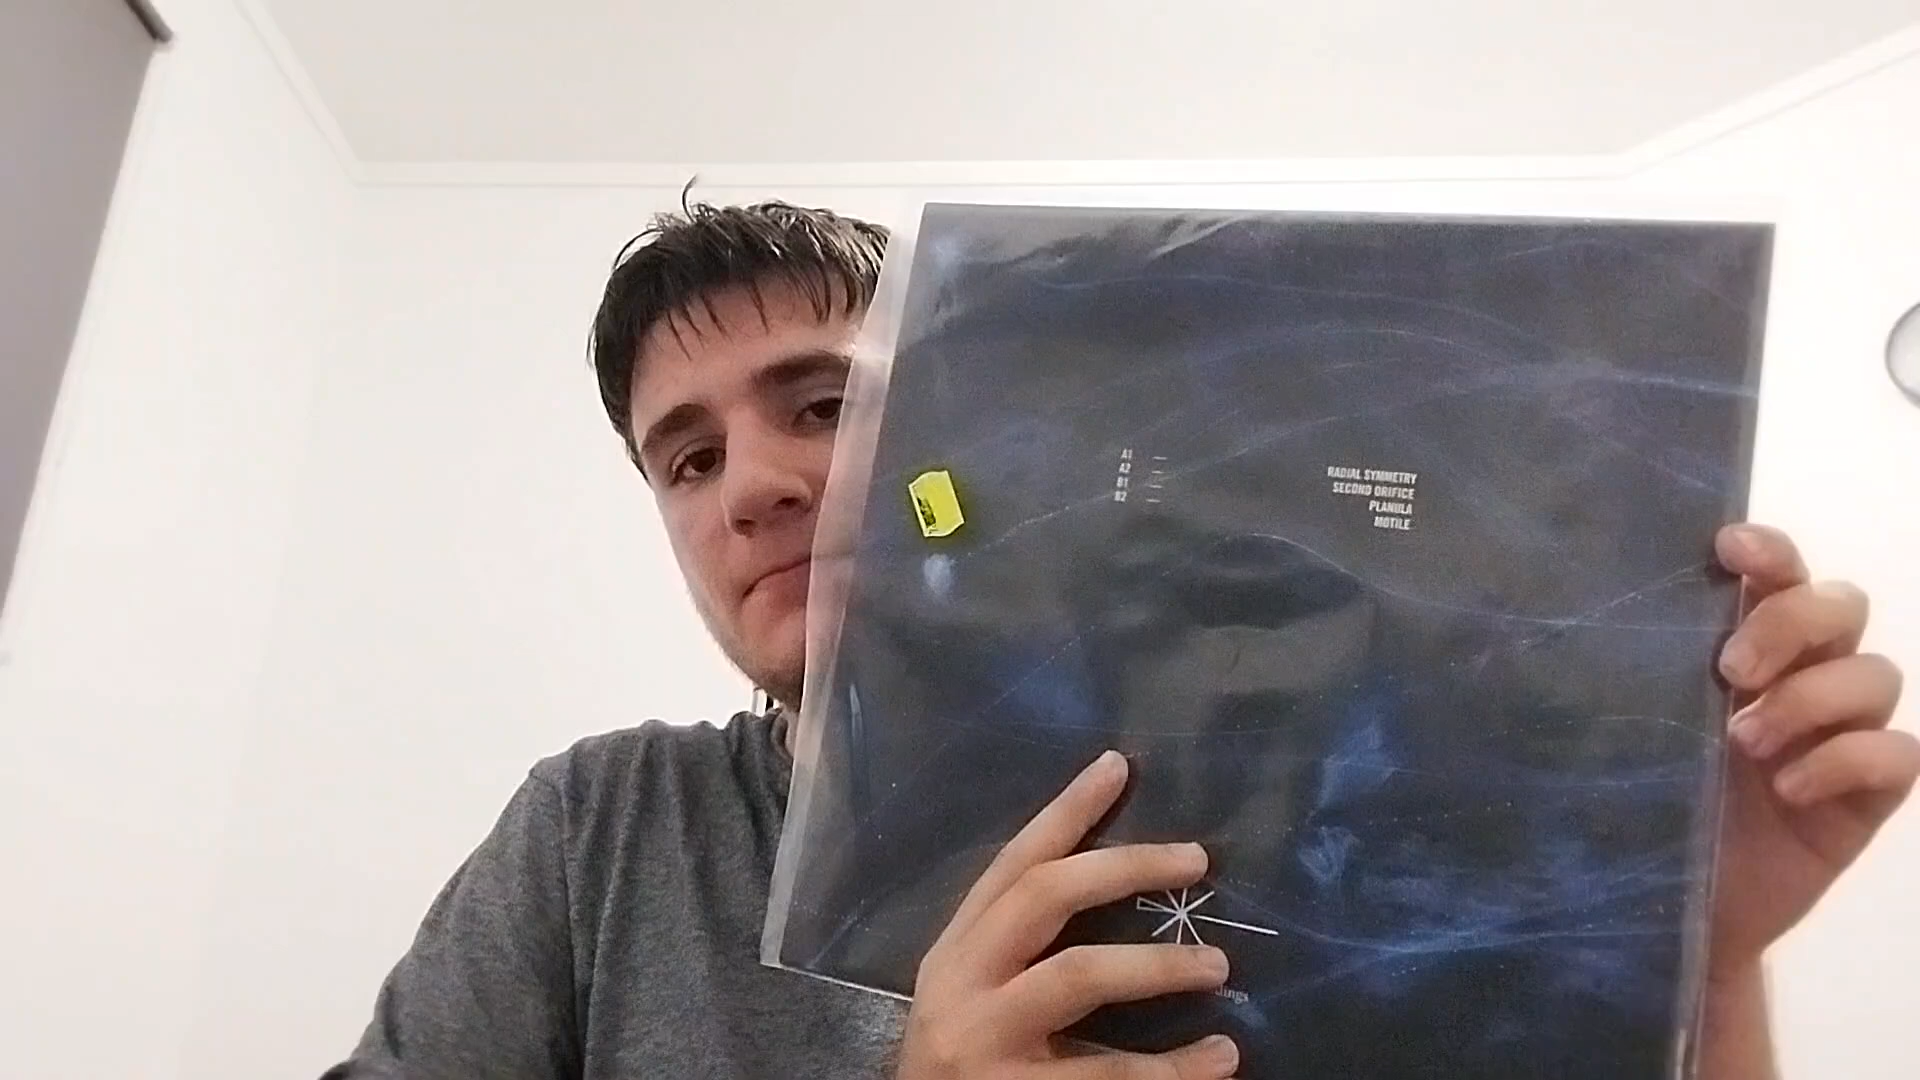 A1 — RADIAL SYMMETRY
A2 — SECOND ORIFICE
B1 — PLANULA
B2 — MOTILE